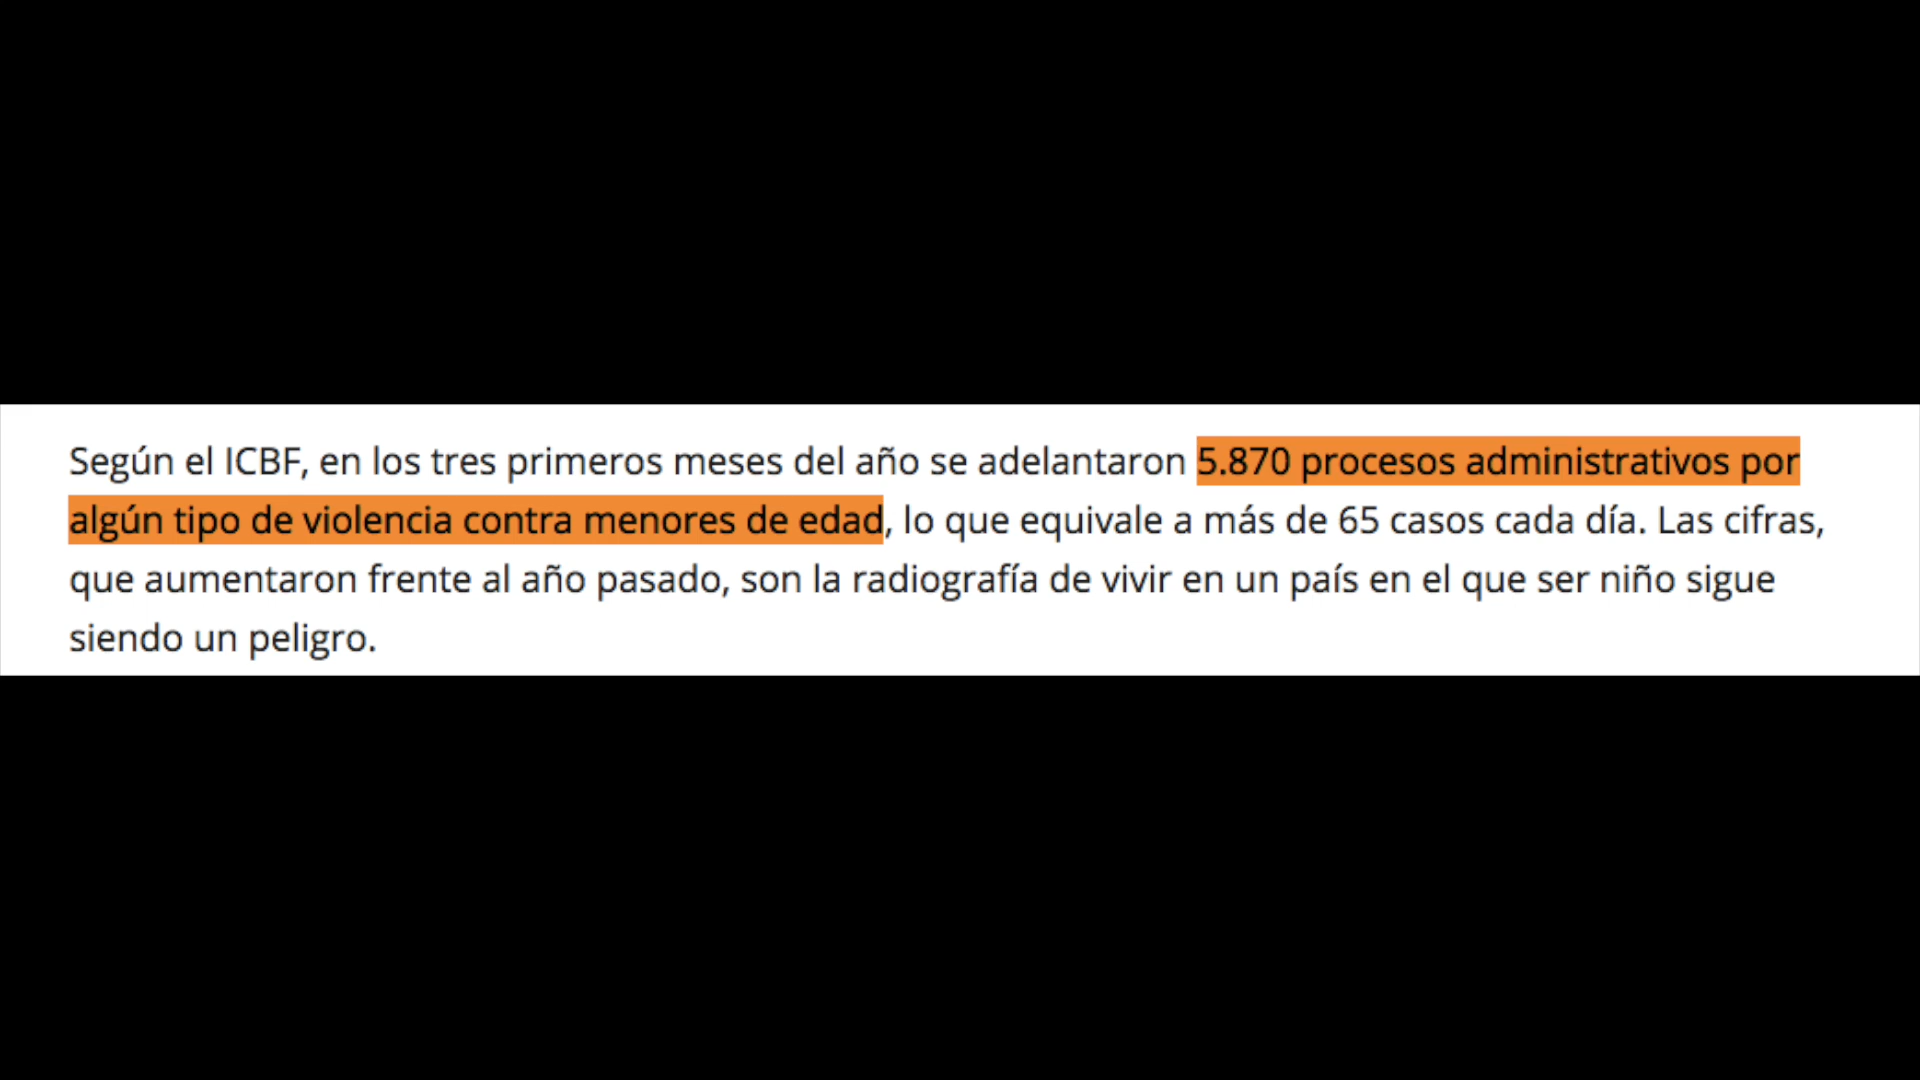 Según el ICBF, en los tres primeros meses del año se adelantaron 5.870 procesos administrativos por
algún tipo de violencia contra menores de edad, lo que equivale a más de 65 casos cada día. Las cifras,
que aumentaron frente al año pasado, son la radiografía de vivir en un país en el que ser niño sigue
siendo un peligro.